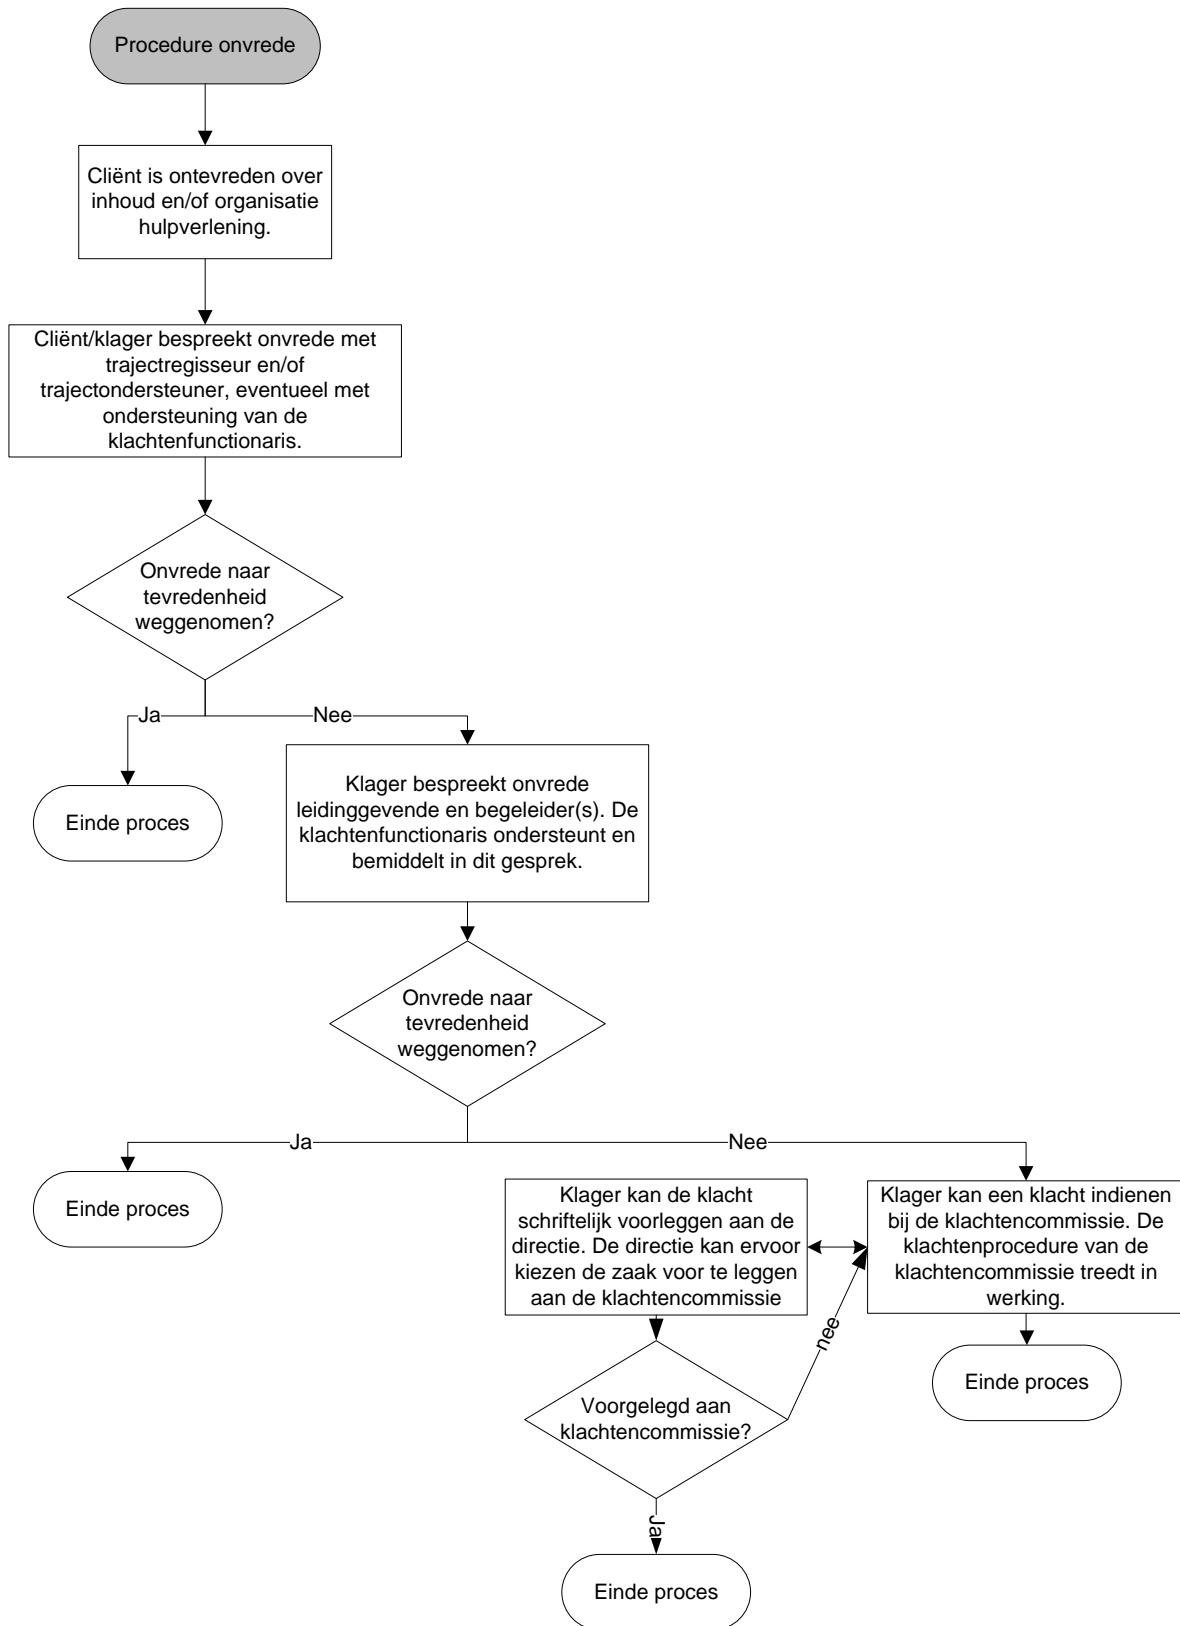 Procedure onvrede
Cliënt is ontevreden over
inhoud en/of organisatie
hulpverlening.
Cliënt/klager bespreekt onvrede met
trajectregisseur en/of
trajectondersteuner, eventueel met
ondersteuning van de
klachtenfunctionaris.
Onvrede naar
tevredenheid
weggenomen?
Ja
Nee
Einde proces
Klager bespreekt onvrede
leidinggevende en begeleider(s). De
klachtenfunctionaris ondersteunt en
bemiddelt in dit gesprek.
Onvrede naar
tevredenheid
weggenomen?
Ja
Nee
Einde proces
Klager kan de klacht
schriftelijk voorleggen aan de
directie. De directie kan ervoor
kiezen de zaak voor te leggen
aan de klachtencommissie
Klager kan een klacht indienen
bij de klachtencommissie. De
klachtenprocedure van de
klachtencommissie treedt in
werking.
nee
Einde proces
Voorgelegd aan
klachtencommissie?
Ja
Einde proces